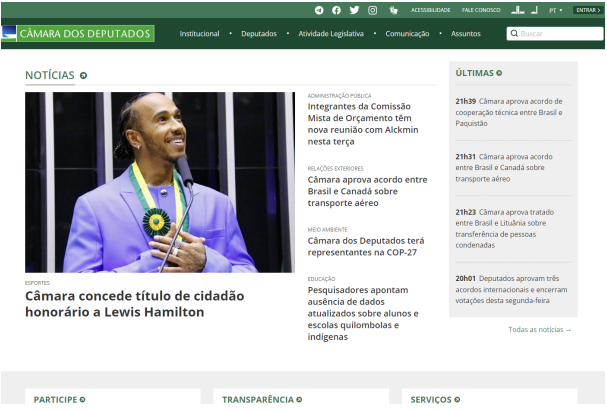 ACESSIBILIDADE FALE CONOSCO PT ENTRAR
CÂMARA DOS DEPUTADOS
Institucional • Deputados • Atividade Legislativa • Comunicação • Assuntos
Buscar
NOTÍCIAS
ESPORTES
Câmara concede título de cidadão
honorário a Lewis Hamilton
ADMINISTRAÇÃO PÚBLICA
Integrantes da Comissão
Mista de Orçamento têm
nova reunião com Alckmin
nesta terça
RELAÇÕES EXTERIORES
Câmara aprova acordo entre
Brasil e Canadá sobre
transporte aéreo
MEIO AMBIENTE
Câmara dos Deputados terá
representantes na COP-27
EDUCAÇÃO
Pesquisadores apontam
ausência de dados
atualizados sobre alunos e
escolas quilombolas e
indígenas
ÚLTIMAS
21h39 Câmara aprova acordo de
cooperação técnica entre Brasil e
Paquistão
21h31 Câmara aprova acordo
entre Brasil e Canadá sobre
transporte aéreo
21h23 Câmara aprova tratado
entre Brasil e Lituânia sobre
transferência de pessoas
condenadas
20h01 Deputados aprovam três
acordos internacionais e encerram
votações desta segunda-feira
Todas as notícias →
PARTICIPE
TRANSPARÊNCIA
SERVIÇOS